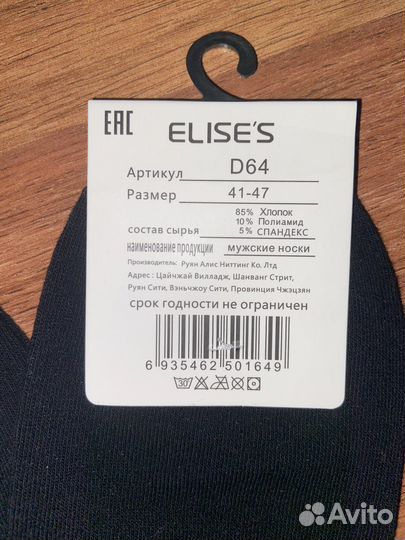 EAC ELISE'S
Артикул D64
Размер 41-47
состав сырья 85% Хлопок
10% Полиамид
5% СПАНДЕКС
наименование продукции мужские носки
Производитель: Руян Алис Ниттинг Ко. Лтд
Адрес : Цайчжай Вилладж, Шанванг Стрит,
Руян Сити, Вэньчжоу Сити, Провинция Чжэцзян
срок годности не ограничен
6 935462 501649
30
Avito